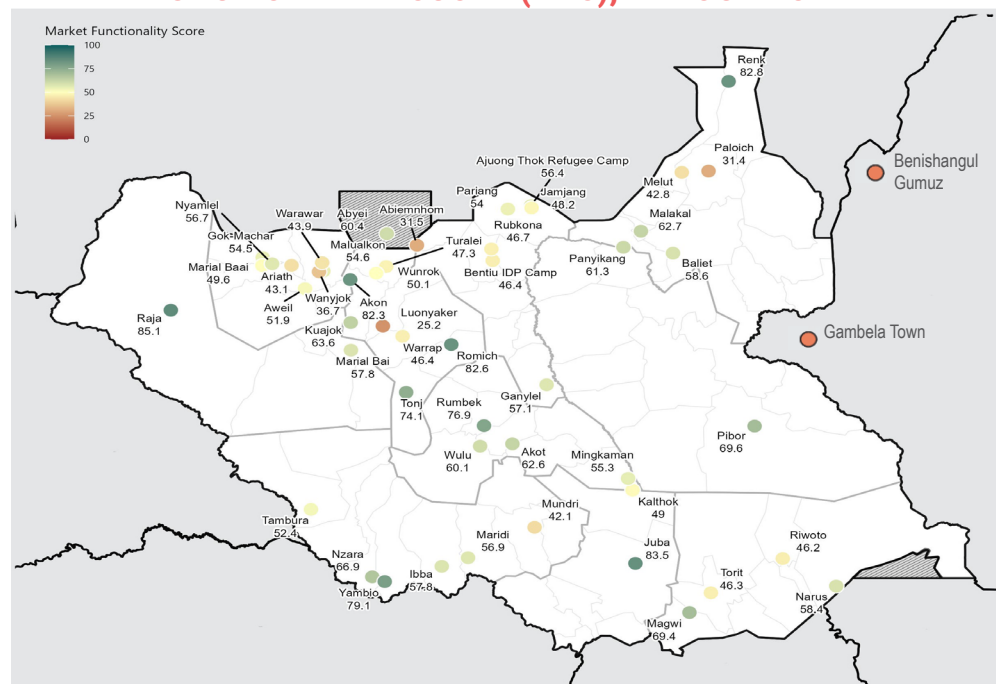 Market Functionality Score
100
75
50
25
0
Renk
82.8
Paloich
31.4
Benishangul
Gumuz
Ajuong Thok Refugee Camp
56.4
Melut
42.8
Pariang
54
Jamjang
48.2
Nyamlel
56.7
Warawar
43.9
Abyei
60.4
Abiemnhom
31.5
Malakal
62.7
Rubkona
46.7
Gok-Machar
54.5
Malualkon
54.6
Turalei
47.3
Panyikang
61.3
Baliet
58.6
Marial Baai
49.6
Ariath
43.1
Wunrok
50.1
Bentiu IDP Camp
46.4
Wanyjok
36.7
Akon
82.3
Aweil
51.9
Luonyaker
25.2
Raja
85.1
Kuajok
63.6
Gambela Town
Warrap
46.4
Romich
82.6
Marial Bai
57.8
Tonj
74.1
Rumbek
76.9
Ganylel
57.1
Pibor
69.6
Wulu
60.1
Akot
62.6
Mingkaman
55.3
Kalthok
49
Mundri
42.1
Tambura
52.4
Maridi
56.9
Riwoto
46.2
Juba
83.5
Nzara
66.9
Ibba
57.8
Torit
46.3
Yambio
79.1
Narus
58.4
Magwi
69.4